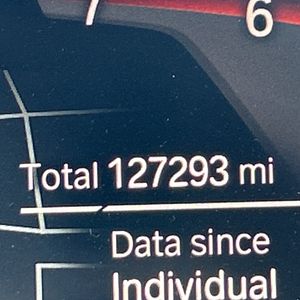 7 6
Total 127293 mi
Data since
Individual